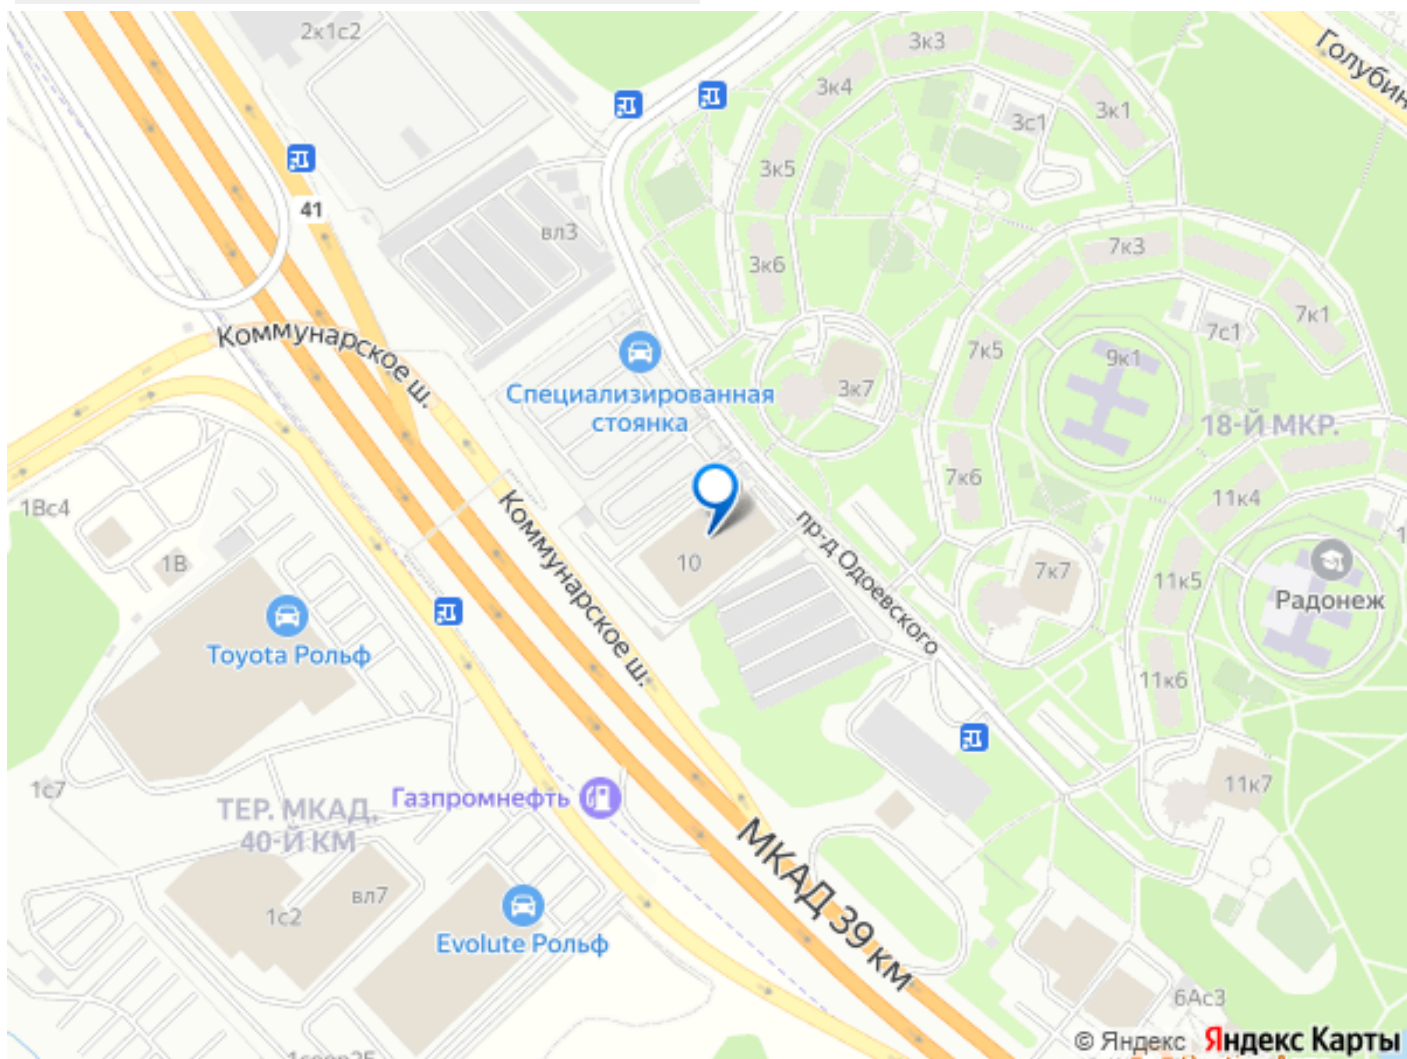 2к1с2
3к3
Голубин
3к4
3к1
3с1
3к5
41
вл3
3к6
7к3
7к1
7с1
Коммунарское ш.
7к5
9к1
3к7
Специализированная
стоянка
18-Й МКР.
7к6
11к4
1Вс4
Коммунарское ш.
пр-д Одоевского
10
1В
7к7
11к5
Радонеж
Toyota Рольф
11к6
1с7
Газпромнефть
11к7
ТЕР. МКАД,
40-Й КМ
МКАД 39 км
вл7
1с2
Evolute Рольф
6Ас3
© Яндекс Яндекс Карты